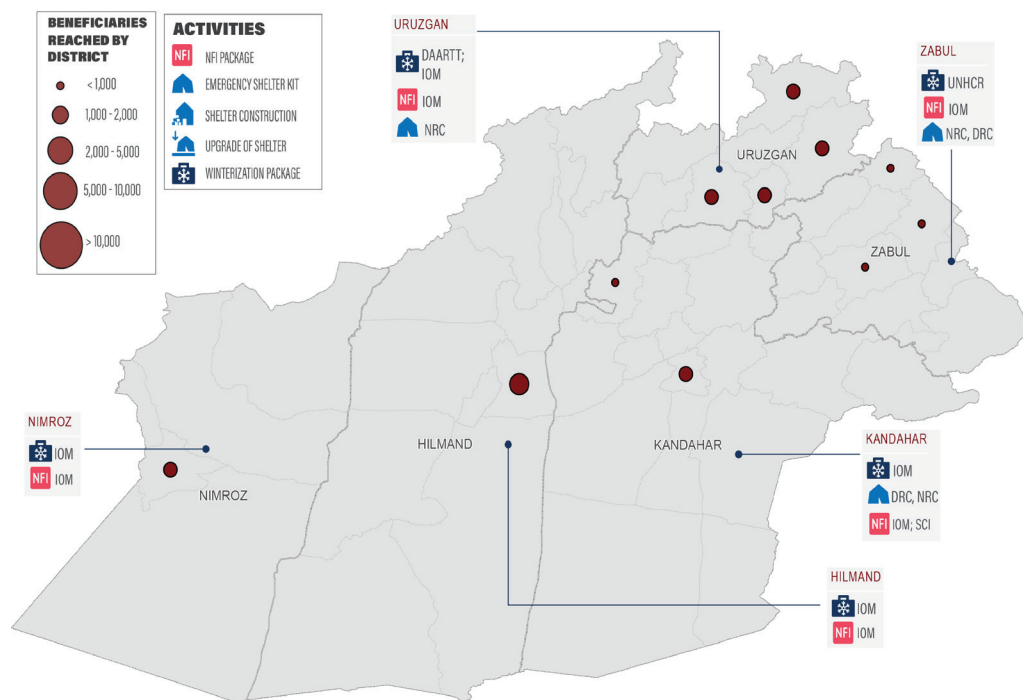 BENEFICIARIES
REACHED BY
DISTRICT
< 1,000
1,000 - 2,000
2,000 - 5,000
5,000 - 10,000
> 10,000
ACTIVITIES
NFI NFI PACKAGE
EMERGENCY SHELTER KIT
SHELTER CONSTRUCTION
UPGRADE OF SHELTER
WINTERIZATION PACKAGE
URUZGAN
DAARTT;
IOM
NFI IOM
NRC
ZABUL
UNHCR
NFI IOM
NRC, DRC
URUZGAN
ZABUL
NIMROZ
IOM
NFI IOM
NIMROZ
HILMAND
KANDAHAR
KANDAHAR
IOM
DRC, NRC
NFI IOM; SCI
HILMAND
IOM
NFI IOM